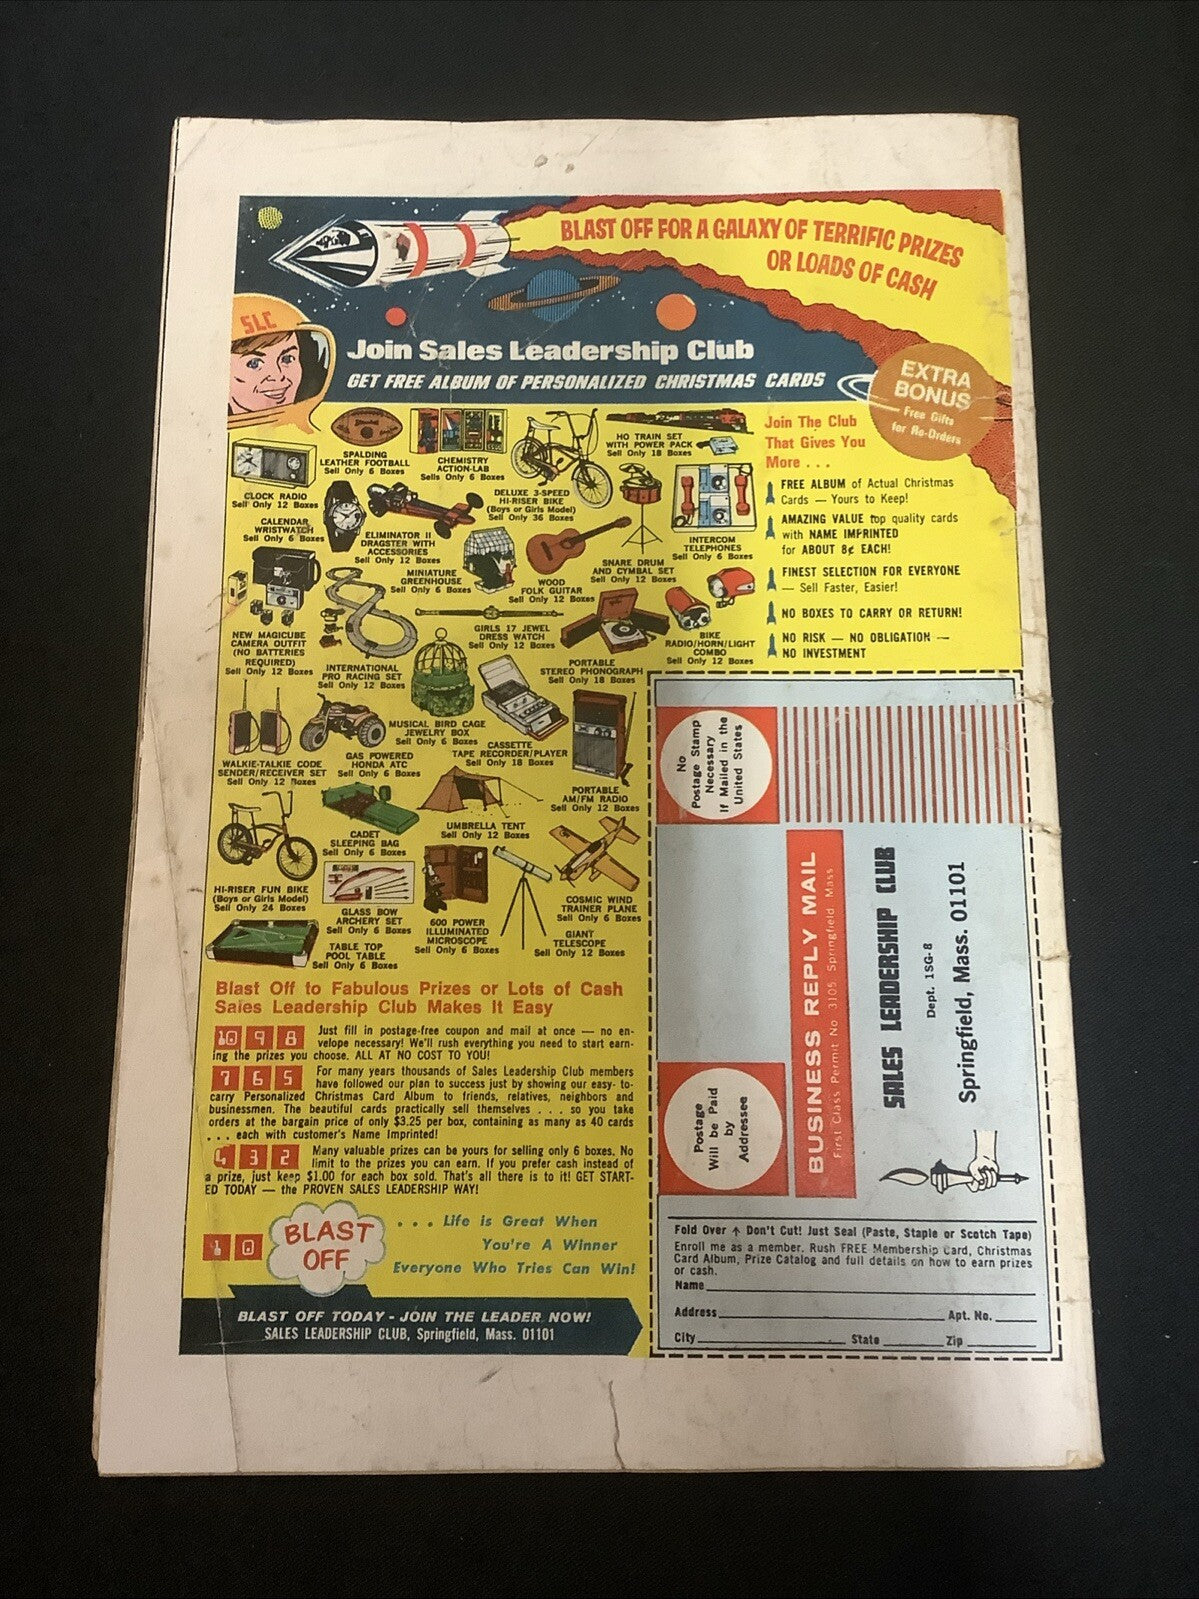 BLAST OFF FOR A GALAXY OF TERRIFIC PRIZES
OR LOADS OF CASH
SLC
Join Sales Leadership Club
GET FREE ALBUM OF PERSONALIZED CHRISTMAS CARDS
EXTRA
BONUS
Free Gifts
for Re-Orders
CLOCK RADIO
Sell Only 12 Boxes
SPALDING
LEATHER FOOTBALL
Sell Only 6 Boxes
CHEMISTRY
ACTION-LAB
Sells Only 6 Boxes
DELUXE 3-SPEED
HI-RISER BIKE
(Boys or Girls Model)
Sell Only 36 Boxes
HO TRAIN SET
WITH POWER PACK
Sell Only 18 Boxes
CALENDAR
WRISTWATCH
Sell Only 6 Boxes
ELIMINATOR II
DRAGSTER WITH
ACCESSORIES
Sell Only 12 Boxes
MINIATURE
GREENHOUSE
Sell Only 6 Boxes
WOOD
FOLK GUITAR
Sell Only 12 Boxes
SNARE DRUM
AND CYMBAL SET
Sell Only 12 Boxes
INTERCOM
TELEPHONES
Sell Only 6 Boxes
NEW MAGICUBE
CAMERA OUTFIT
(NO BATTERIES
REQUIRED)
Sell Only 12 Boxes
INTERNATIONAL
PRO RACING SET
Sell Only 12 Boxes
GIRLS 17 JEWEL
DRESS WATCH
Sell Only 12 Boxes
PORTABLE
STEREO PHONOGRAPH
Sell Only 18 Boxes
BIKE
RADIO/HORN/LIGHT
COMBO
Sell Only 12 Boxes
WALKIE-TALKIE CODE
SENDER/RECEIVER SET
Sell Only 12 Boxes
GAS POWERED
HONDA ATC
Sell Only 6 Boxes
MUSICAL BIRD CAGE
JEWELRY BOX
Sell Only 6 Boxes
CASSETTE
TAPE RECORDER/PLAYER
Sell Only 18 Boxes
PORTABLE
AM/FM RADIO
Sell Only 12 Boxes
HI-RISER FUN BIKE
(Boys or Girls Model)
Sell Only 24 Boxes
CADET
SLEEPING BAG
Sell Only 6 Boxes
UMBRELLA TENT
Sell Only 12 Boxes
GLASS BOW
ARCHERY SET
Sell Only 6 Boxes
600 POWER
ILLUMINATED
MICROSCOPE
Sell Only 6 Boxes
COSMIC WIND
TRAINER PLANE
Sell Only 6 Boxes
GIANT
TELESCOPE
Sell Only 12 Boxes
TABLE TOP
POOL TABLE
Sell Only 6 Boxes
Join The Club
That Gives You
More . . .
FREE ALBUM of Actual Christmas
Cards — Yours to Keep!
AMAZING VALUE top quality cards
with NAME IMPRINTED
for ABOUT 8¢ EACH!
FINEST SELECTION FOR EVERYONE
— Sell Faster, Easier!
NO BOXES TO CARRY OR RETURN!
NO RISK — NO OBLIGATION —
NO INVESTMENT
Blast Off to Fabulous Prizes or Lots of Cash
Sales Leadership Club Makes It Easy
10 9 8 Just fill in postage-free coupon and mail at once — no en-
velope necessary! We'll rush everything you need to start earn-
ing the prizes you choose. ALL AT NO COST TO YOU!
7 6 5 For many years thousands of Sales Leadership Club members
have followed our plan to success just by showing our easy-to-
carry Personalized Christmas Card Album to friends, relatives, neighbors and
businessmen. The beautiful cards practically sell themselves . . . so you take
orders at the bargain price of only $3.25 per box, containing as many as 40 cards
. . . each with customer's Name Imprinted!
4 3 2 Many valuable prizes can be yours for selling only 6 boxes. No
limit to the prizes you can earn. If you prefer cash instead of
a prize, just keep $1.00 for each box sold. That's all there is to it! GET START-
ED TODAY — the PROVEN SALES LEADERSHIP WAY!
1 0 BLAST
OFF
. . . Life is Great When
You're A Winner
Everyone Who Tries Can Win!
BLAST OFF TODAY - JOIN THE LEADER NOW!
SALES LEADERSHIP CLUB, Springfield, Mass. 01101
No
Postage Stamp
Necessary
If Mailed in the
United States
Postage
Will be Paid
by
Addressee
BUSINESS REPLY MAIL
First Class Permit No 3105 Springfield Mass
SALES LEADERSHIP CLUB
Dept. 1SG-8
Springfield, Mass. 01101
Fold Over ↑ Don't Cut! Just Seal (Paste, Staple or Scotch Tape)
Enroll me as a member. Rush FREE Membership Card, Christmas
Card Album, Prize Catalog and full details on how to earn prizes
or cash.
Name
Address Apt. No.
City State Zip